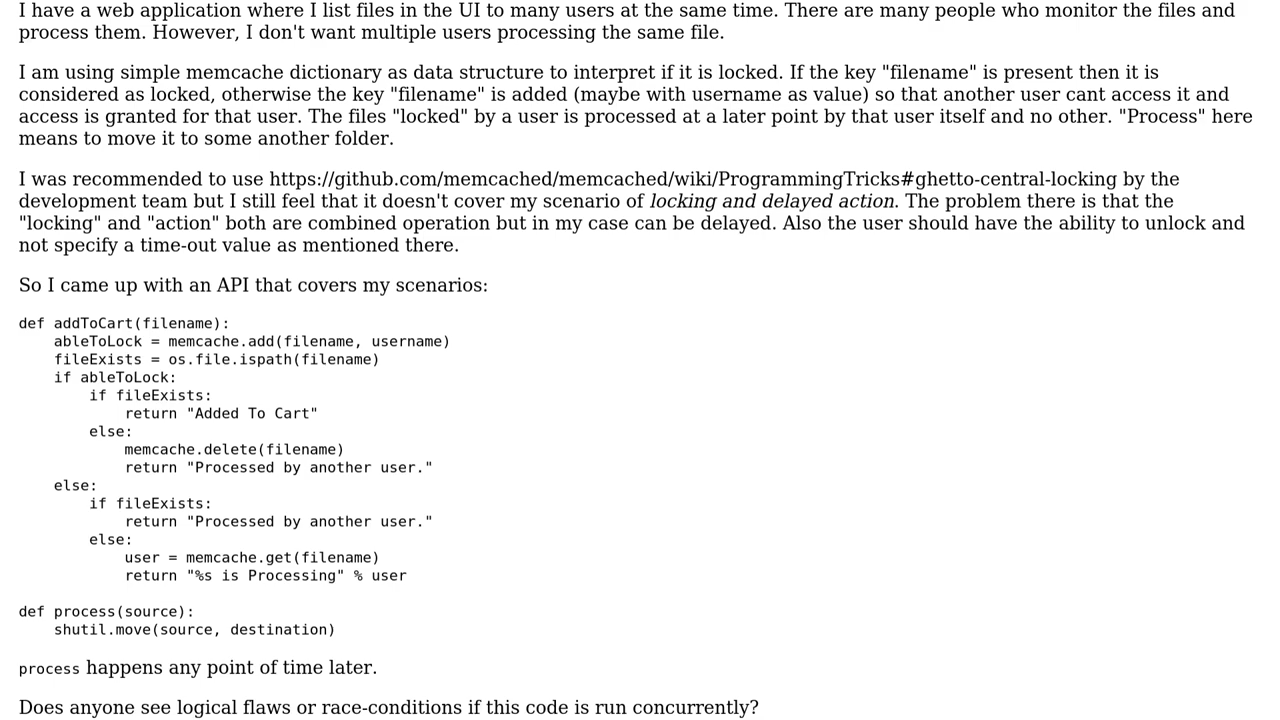 I have a web application where I list files in the UI to many users at the same time. There are many people who monitor the files and
process them. However, I don't want multiple users processing the same file.
I am using simple memcache dictionary as data structure to interpret if it is locked. If the key "filename" is present then it is
considered as locked, otherwise the key "filename" is added (maybe with username as value) so that another user cant access it and
access is granted for that user. The files "locked" by a user is processed at a later point by that user itself and no other. "Process" here
means to move it to some another folder.
I was recommended to use https://github.com/memcached/memcached/wiki/ProgrammingTricks#ghetto-central-locking by the
development team but I still feel that it doesn't cover my scenario of locking and delayed action. The problem there is that the
"locking" and "action" both are combined operation but in my case can be delayed. Also the user should have the ability to unlock and
not specify a time-out value as mentioned there.
So I came up with an API that covers my scenarios:
def addToCart(filename):
    ableToLock = memcache.add(filename, username)
    fileExists = os.file.ispath(filename)
    if ableToLock:
        if fileExists:
            return "Added To Cart"
        else:
            memcache.delete(filename)
            return "Processed by another user."
    else:
        if fileExists:
            return "Processed by another user."
        else:
            user = memcache.get(filename)
            return "%s is Processing" % user
def process(source):
    shutil.move(source, destination)
process happens any point of time later.
Does anyone see logical flaws or race-conditions if this code is run concurrently?